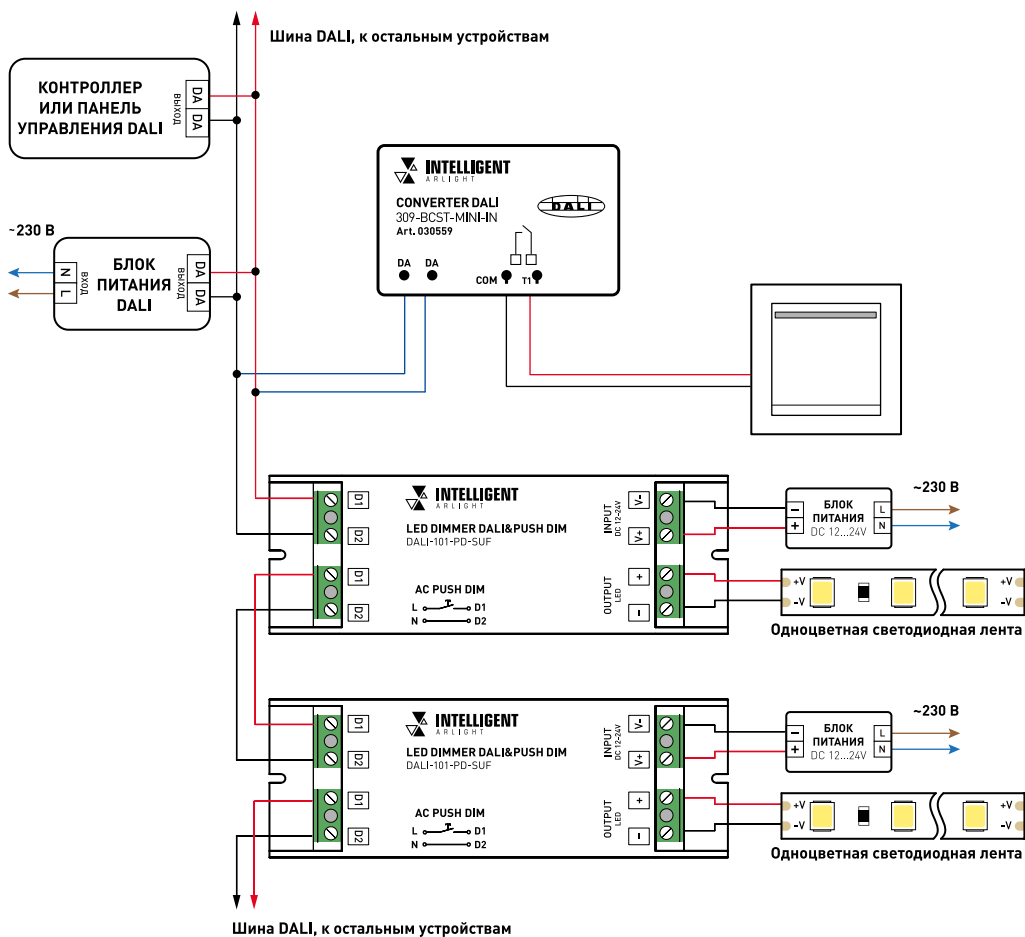 Шина DALI, к остальным устройствам
КОНТРОЛЛЕР
ИЛИ ПАНЕЛЬ
УПРАВЛЕНИЯ DALI
ВЫХОД
DA
DA
INTELLIGENT
ARLIGHT
CONVERTER DALI
309-BCST-MINI-IN
Art. 030559
DALI
DA
DA
COM
T1
~230 В
N
L
ВХОД
БЛОК
ПИТАНИЯ
DALI
ВЫХОД
DA
DA
D1
D2
D1
D2
INTELLIGENT
ARLIGHT
LED DIMMER DALI&PUSH DIM
DALI-101-PD-SUF
AC PUSH DIM
L D1
N D2
INPUT
DC 12-24V
V-
V+
OUTPUT
LED
+
-
~230 В
-
+
БЛОК
ПИТАНИЯ
DC 12...24V
L
N
+V
-V
+V
-V
Одноцветная светодиодная лента
D1
D2
D1
D2
INTELLIGENT
ARLIGHT
LED DIMMER DALI&PUSH DIM
DALI-101-PD-SUF
AC PUSH DIM
L D1
N D2
INPUT
DC 12-24V
V-
V+
OUTPUT
LED
+
-
~230 В
-
+
БЛОК
ПИТАНИЯ
DC 12...24V
L
N
+V
-V
+V
-V
Одноцветная светодиодная лента
Шина DALI, к остальным устройствам